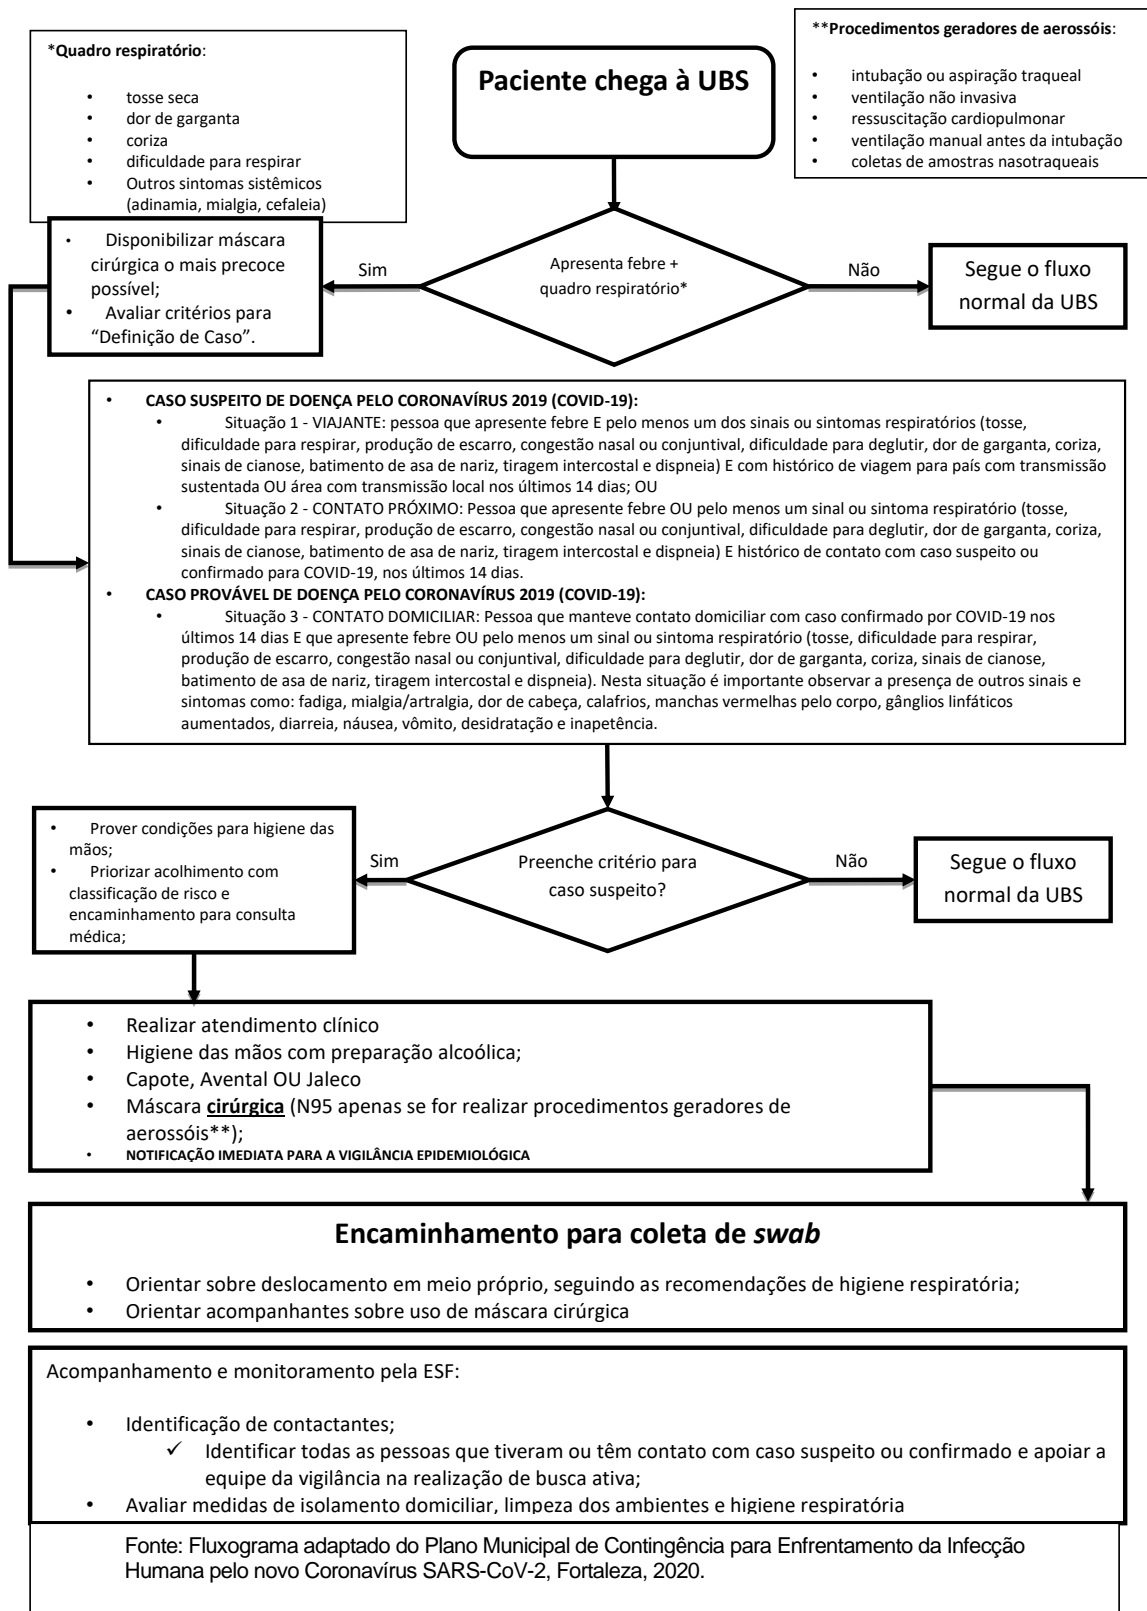 *Quadro respiratório:
• tosse seca
• dor de garganta
• coriza
• dificuldade para respirar
• Outros sintomas sistêmicos
(adinamia, mialgia, cefaleia)
Paciente chega à UBS
**Procedimentos geradores de aerossóis:
• intubação ou aspiração traqueal
• ventilação não invasiva
• ressuscitação cardiopulmonar
• ventilação manual antes da intubação
• coletas de amostras nasotraqueais
• Disponibilizar máscara
cirúrgica o mais precoce
possível;
• Avaliar critérios para
“Definição de Caso”.
Sim
Apresenta febre +
quadro respiratório*
Não
Segue o fluxo
normal da UBS
• CASO SUSPEITO DE DOENÇA PELO CORONAVÍRUS 2019 (COVID-19):
• Situação 1 - VIAJANTE: pessoa que apresente febre E pelo menos um dos sinais ou sintomas respiratórios (tosse,
dificuldade para respirar, produção de escarro, congestão nasal ou conjuntival, dificuldade para deglutir, dor de garganta, coriza,
sinais de cianose, batimento de asa de nariz, tiragem intercostal e dispneia) E com histórico de viagem para país com transmissão
sustentada OU área com transmissão local nos últimos 14 dias; OU
• Situação 2 - CONTATO PRÓXIMO: Pessoa que apresente febre OU pelo menos um sinal ou sintoma respiratório (tosse,
dificuldade para respirar, produção de escarro, congestão nasal ou conjuntival, dificuldade para deglutir, dor de garganta, coriza,
sinais de cianose, batimento de asa de nariz, tiragem intercostal e dispneia) E histórico de contato com caso suspeito ou
confirmado para COVID-19, nos últimos 14 dias.
• CASO PROVÁVEL DE DOENÇA PELO CORONAVÍRUS 2019 (COVID-19):
• Situação 3 - CONTATO DOMICILIAR: Pessoa que manteve contato domiciliar com caso confirmado por COVID-19 nos
últimos 14 dias E que apresente febre OU pelo menos um sinal ou sintoma respiratório (tosse, dificuldade para respirar,
produção de escarro, congestão nasal ou conjuntival, dificuldade para deglutir, dor de garganta, coriza, sinais de cianose,
batimento de asa de nariz, tiragem intercostal e dispneia). Nesta situação é importante observar a presença de outros sinais e
sintomas como: fadiga, mialgia/artralgia, dor de cabeça, calafrios, manchas vermelhas pelo corpo, gânglios linfáticos
aumentados, diarreia, náusea, vômito, desidratação e inapetência.
• Prover condições para higiene das
mãos;
• Priorizar acolhimento com
classificação de risco e
encaminhamento para consulta
médica;
Sim
Preenche critério para
caso suspeito?
Não
Segue o fluxo
normal da UBS
• Realizar atendimento clínico
• Higiene das mãos com preparação alcoólica;
• Capote, Avental OU Jaleco
• Máscara cirúrgica (N95 apenas se for realizar procedimentos geradores de
aerossóis**);
• NOTIFICAÇÃO IMEDIATA PARA A VIGILÂNCIA EPIDEMIOLÓGICA
Encaminhamento para coleta de swab
• Orientar sobre deslocamento em meio próprio, seguindo as recomendações de higiene respiratória;
• Orientar acompanhantes sobre uso de máscara cirúrgica
Acompanhamento e monitoramento pela ESF:
• Identificação de contactantes;
✓ Identificar todas as pessoas que tiveram ou têm contato com caso suspeito ou confirmado e apoiar a
equipe da vigilância na realização de busca ativa;
• Avaliar medidas de isolamento domiciliar, limpeza dos ambientes e higiene respiratória
Fonte: Fluxograma adaptado do Plano Municipal de Contingência para Enfrentamento da Infecção
Humana pelo novo Coronavírus SARS-CoV-2, Fortaleza, 2020.